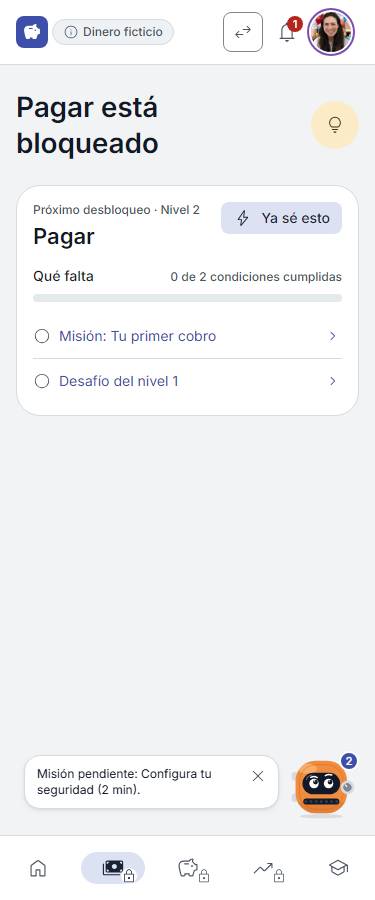 Dinero ficticio
1
Pagar está
bloqueado
Próximo desbloqueo · Nivel 2
Ya sé esto
Pagar
Qué falta
0 de 2 condiciones cumplidas
Misión: Tu primer cobro
Desafío del nivel 1
Misión pendiente: Configura tu
seguridad (2 min).
2